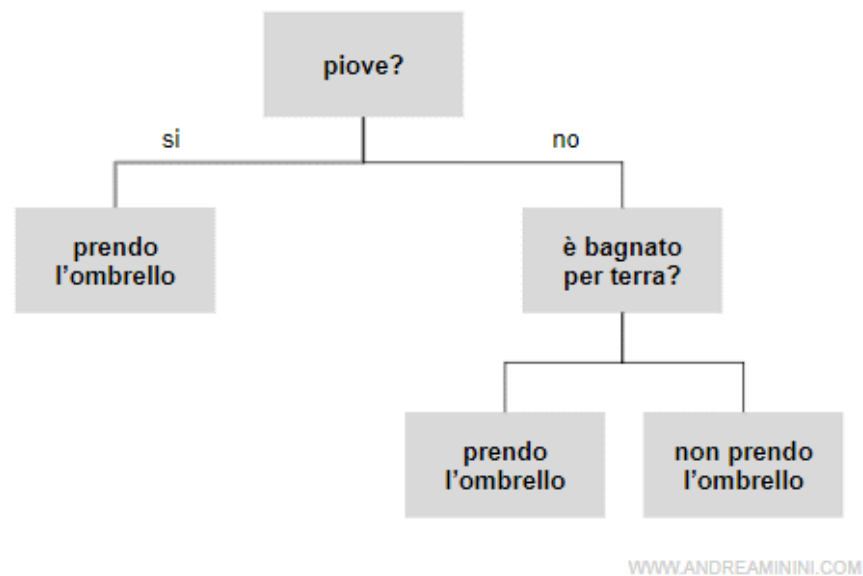 piove?
si
no
prendo
l'ombrello
è bagnato
per terra?
prendo
l'ombrello
non prendo
l'ombrello
WWW.ANDREAMININI.COM